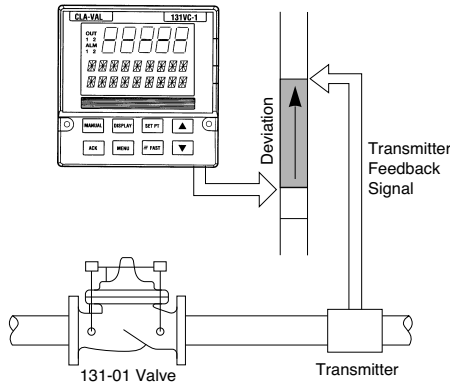 CLA-VAL 131VC-1
OUT
1 2
ALM
1 2
MANUAL DISPLAY SET PT ▲
ACK MENU FAST ▼
Deviation
Transmitter
Feedback
Signal
131-01 Valve
Transmitter